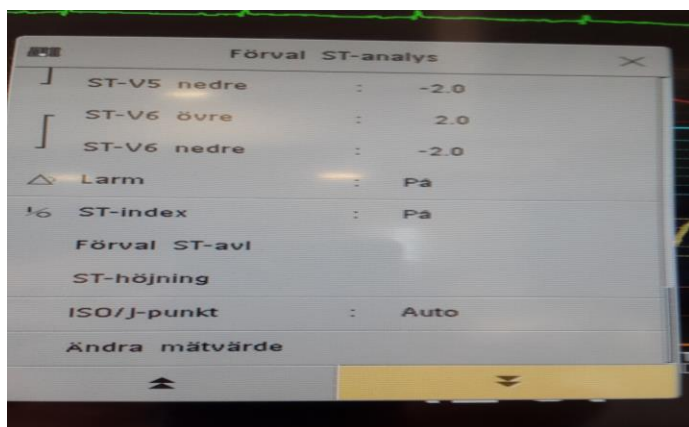 Förval ST-analys
ST-V5 nedre : -2.0
ST-V6 övre : 2.0
ST-V6 nedre : -2.0
Larm : På
ST-index : På
Förval ST-avl
ST-höjning
ISO/J-punkt : Auto
Ändra mätvärde